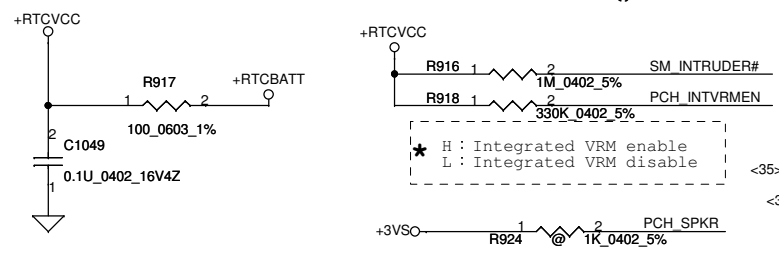 +RTCVCC
R917
+RTCBATT
1 2
100_0603_1%
2
C1049
0.1U_0402_16V4Z
1
+RTCVCC
R916 1 2 SM_INTRUDER#
1M_0402_5%
R918 1 2 PCH_INTVRMEN
330K_0402_5%
* H : Integrated VRM enable
L : Integrated VRM disable
<35>
+3VS 1 2 PCH_SPKR
R924 @ 1K_0402_5%